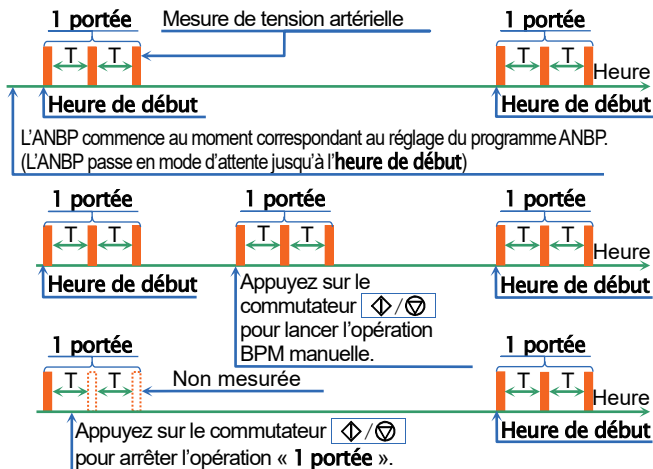 1 portée Mesure de tension artérielle 1 portée
T T T T Heure
Heure de début Heure de début
L'ANBP commence au moment correspondant au réglage du programme ANBP.
(L'ANBP passe en mode d'attente jusqu'à l'heure de début)
1 portée 1 portée 1 portée
T T T T T T Heure
Heure de début Appuyez sur le Heure de début
commutateur /
pour lancer l'opération
BPM manuelle.
1 portée 1 portée
T T Non mesurée T T Heure
Appuyez sur le commutateur / Heure de début
pour arrêter l'opération « 1 portée ».